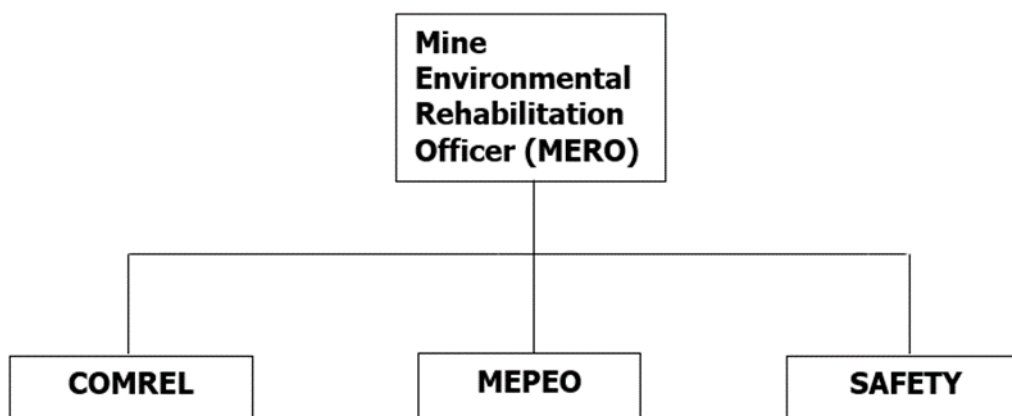 Mine
Environmental
Rehabilitation
Officer (MERO)
COMREL
MEPEO
SAFETY